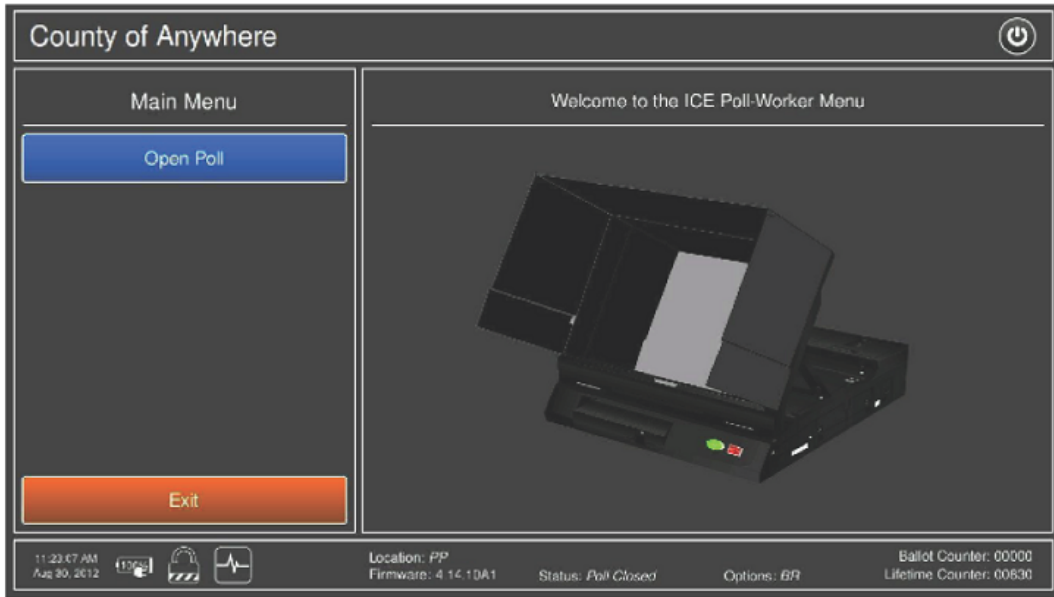 County of Anywhere
Main Menu
Open Poll
Exit
Welcome to the ICE Poll-Worker Menu
11:23:07 AM
Aug 30, 2012
100%
Location: PP
Firmware: 4.14.10A1
Status: Poll Closed
Options: BR
Ballot Counter: 00000
Lifetime Counter: 00630